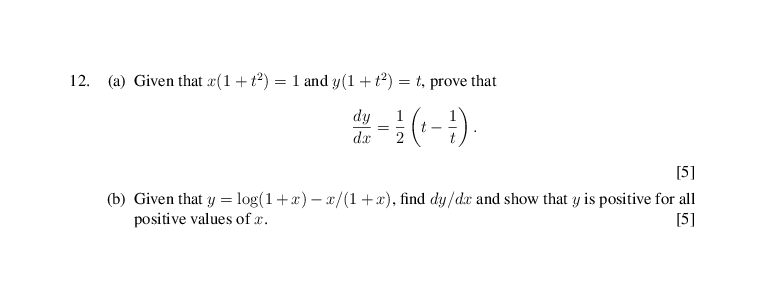 12. (a) Given that x(1 + t²) = 1 and y(1 + t²) = t, prove that
dy/dx = 1/2 (t − 1/t).
[5]
(b) Given that y = log(1 + x) − x/(1 + x), find dy/dx and show that y is positive for all
positive values of x. [5]